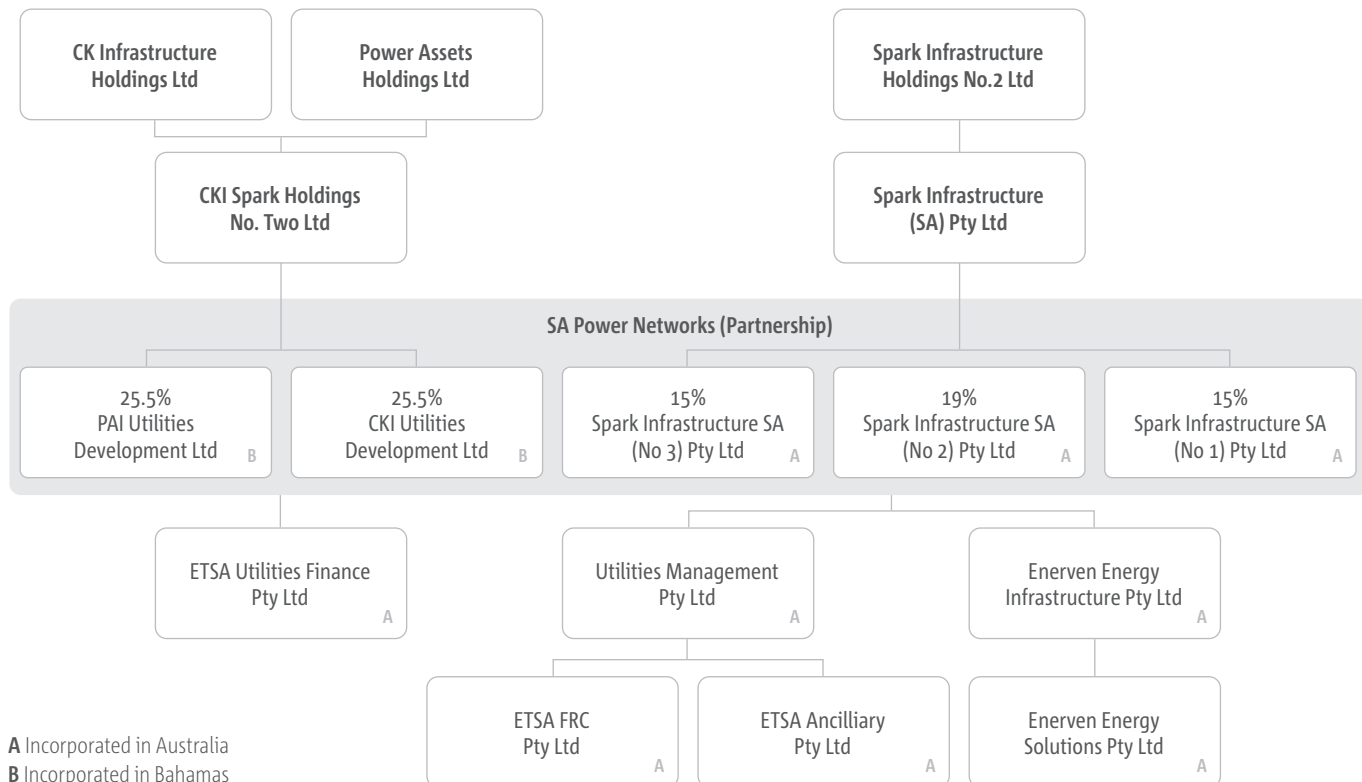 CK Infrastructure
Holdings Ltd
Power Assets
Holdings Ltd
Spark Infrastructure
Holdings No.2 Ltd
CKI Spark Holdings
No. Two Ltd
Spark Infrastructure
(SA) Pty Ltd
SA Power Networks (Partnership)
25.5%
PAI Utilities
Development Ltd B
25.5%
CKI Utilities
Development Ltd B
15%
Spark Infrastructure SA
(No 3) Pty Ltd A
19%
Spark Infrastructure SA
(No 2) Pty Ltd A
15%
Spark Infrastructure SA
(No 1) Pty Ltd A
ETSA Utilities Finance
Pty Ltd
A
Utilities Management
Pty Ltd
A
Enerven Energy
Infrastructure Pty Ltd
A
ETSA FRC
Pty Ltd
A
ETSA Ancilliary
Pty Ltd
A
Enerven Energy
Solutions Pty Ltd
A
A Incorporated in Australia
B Incorporated in Bahamas